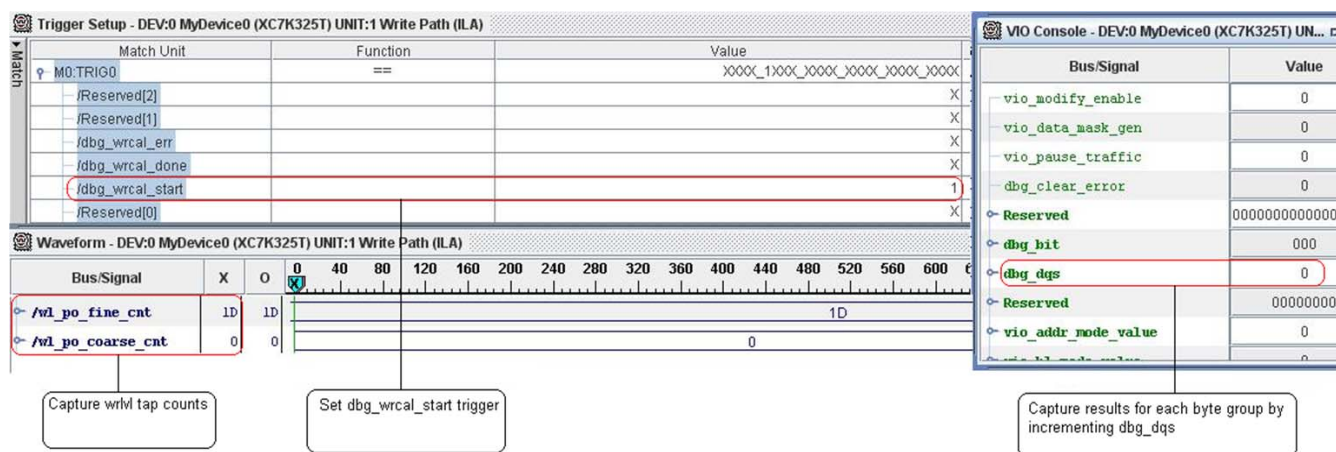 Trigger Setup - DEV:0 MyDevice0 (XC7K325T) UNIT:1 Write Path (ILA)
Match
Match Unit Function Value
M0:TRIG0 == XXXX_1XXX_XXXX_XXXX_XXXX_XXXX
/Reserved[2] X
/Reserved[1] X
/dbg_wrcal_err X
/dbg_wrcal_done X
/dbg_wrcal_start 1
/Reserved[0] X
Waveform - DEV:0 MyDevice0 (XC7K325T) UNIT:1 Write Path (ILA)
Bus/Signal X O 0 40 80 120 160 200 240 280 320 360 400 440 480 520 560 600
/wl_po_fine_cnt 1D 1D 1D
/wl_po_coarse_cnt 0 0 0
VIO Console - DEV:0 MyDevice0 (XC7K325T) UN...
Bus/Signal Value
vio_modify_enable 0
vio_data_mask_gen 0
vio_pause_traffic 0
dbg_clear_error 0
Reserved
dbg_bit 000
dbg_dqs 0
Reserved 00000000
vio_addr_mode_value 0
Capture wrlvl tap counts
Set dbg_wrcal_start trigger
Capture results for each byte group by
incrementing dbg_dqs